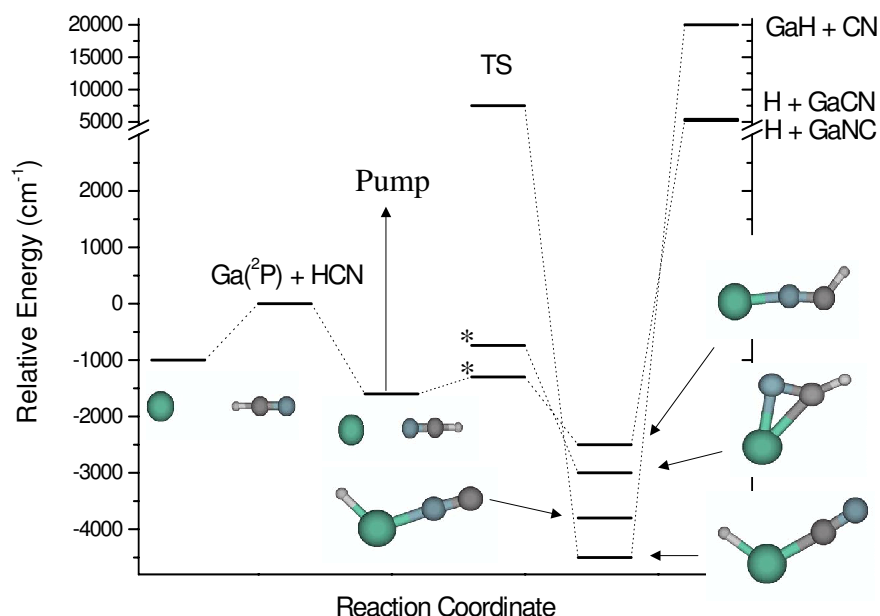 20000
15000
10000
5000
2000
1000
0
-1000
-2000
-3000
-4000
Relative Energy (cm⁻¹)
Reaction Coordinate
Ga(²P) + HCN
Pump
TS
*
*
GaH + CN
H + GaCN
H + GaNC